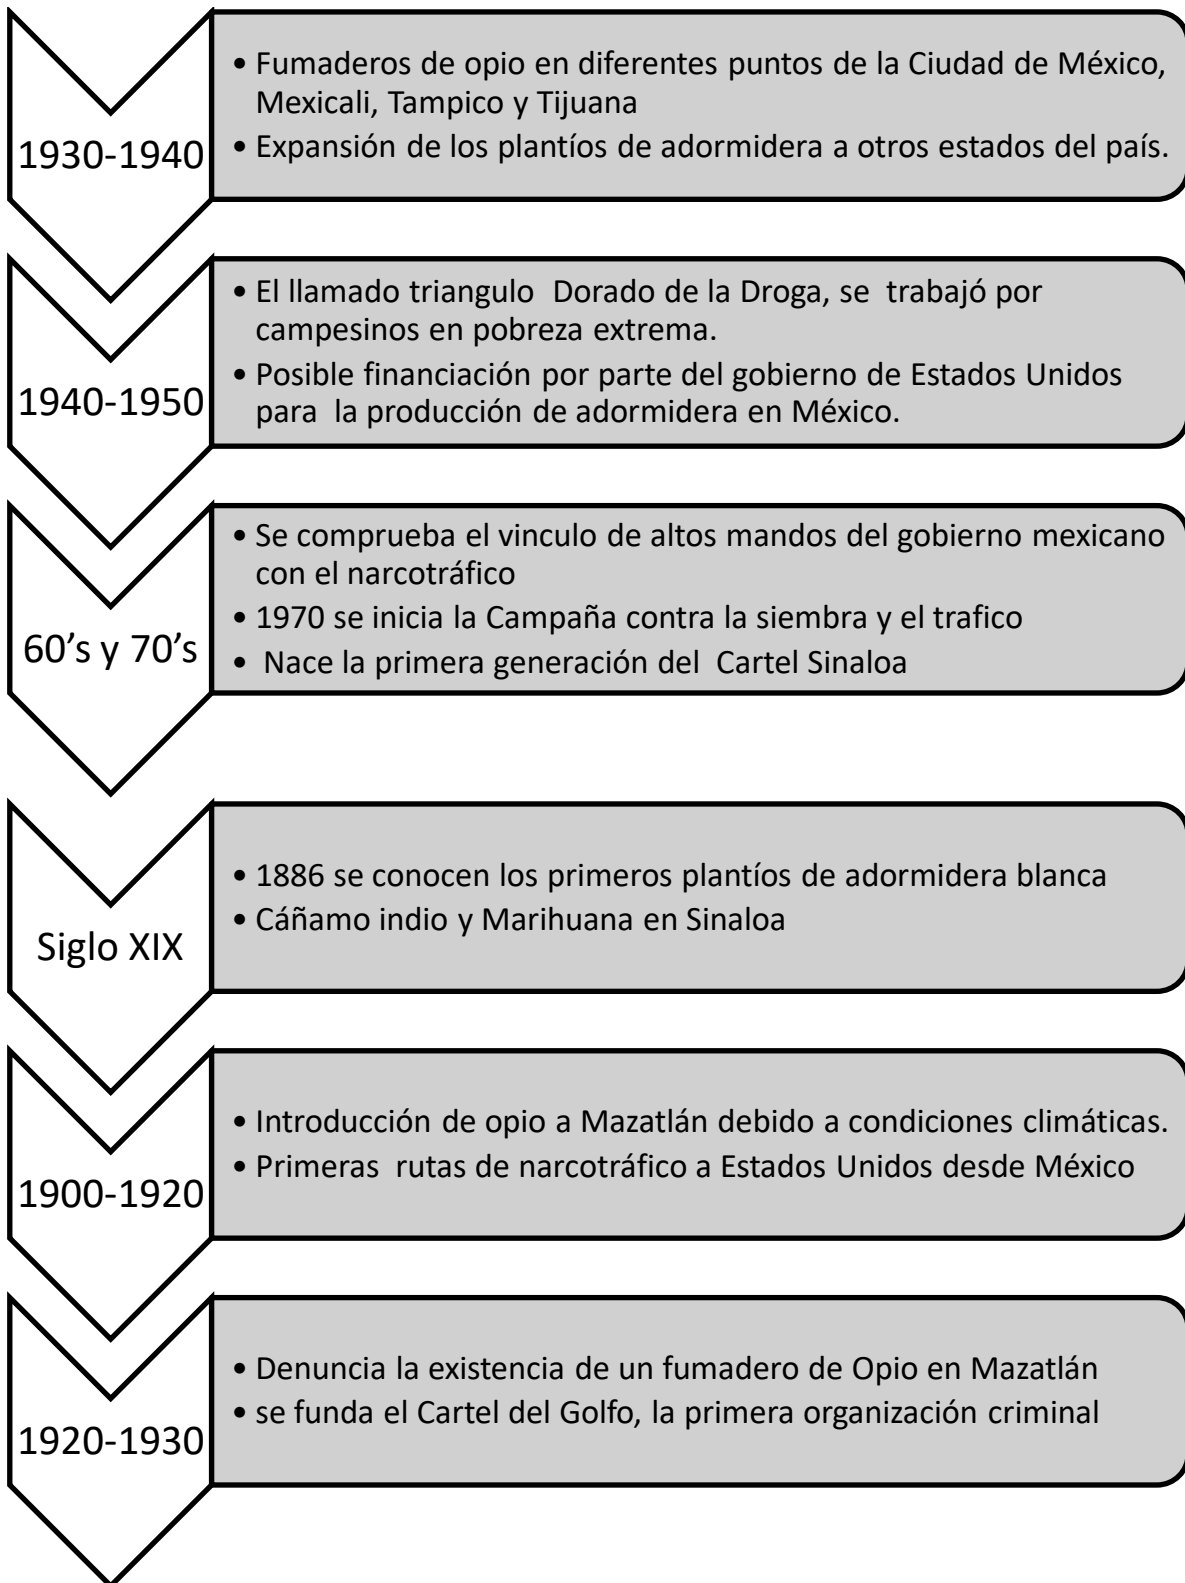 1930-1940
• Fumaderos de opio en diferentes puntos de la Ciudad de México,
Mexicali, Tampico y Tijuana
• Expansión de los plantíos de adormidera a otros estados del país.
1940-1950
• El llamado triangulo  Dorado de la Droga, se  trabajó por
campesinos en pobreza extrema.
• Posible financiación por parte del gobierno de Estados Unidos
para  la producción de adormidera en México.
60’s y 70’s
• Se comprueba el vinculo de altos mandos del gobierno mexicano
con el narcotráfico
• 1970 se inicia la Campaña contra la siembra y el trafico
•  Nace la primera generación del  Cartel Sinaloa
Siglo XIX
• 1886 se conocen los primeros plantíos de adormidera blanca
• Cáñamo indio y Marihuana en Sinaloa
1900-1920
• Introducción de opio a Mazatlán debido a condiciones climáticas.
• Primeras  rutas de narcotráfico a Estados Unidos desde México
1920-1930
• Denuncia la existencia de un fumadero de Opio en Mazatlán
• se funda el Cartel del Golfo, la primera organización criminal